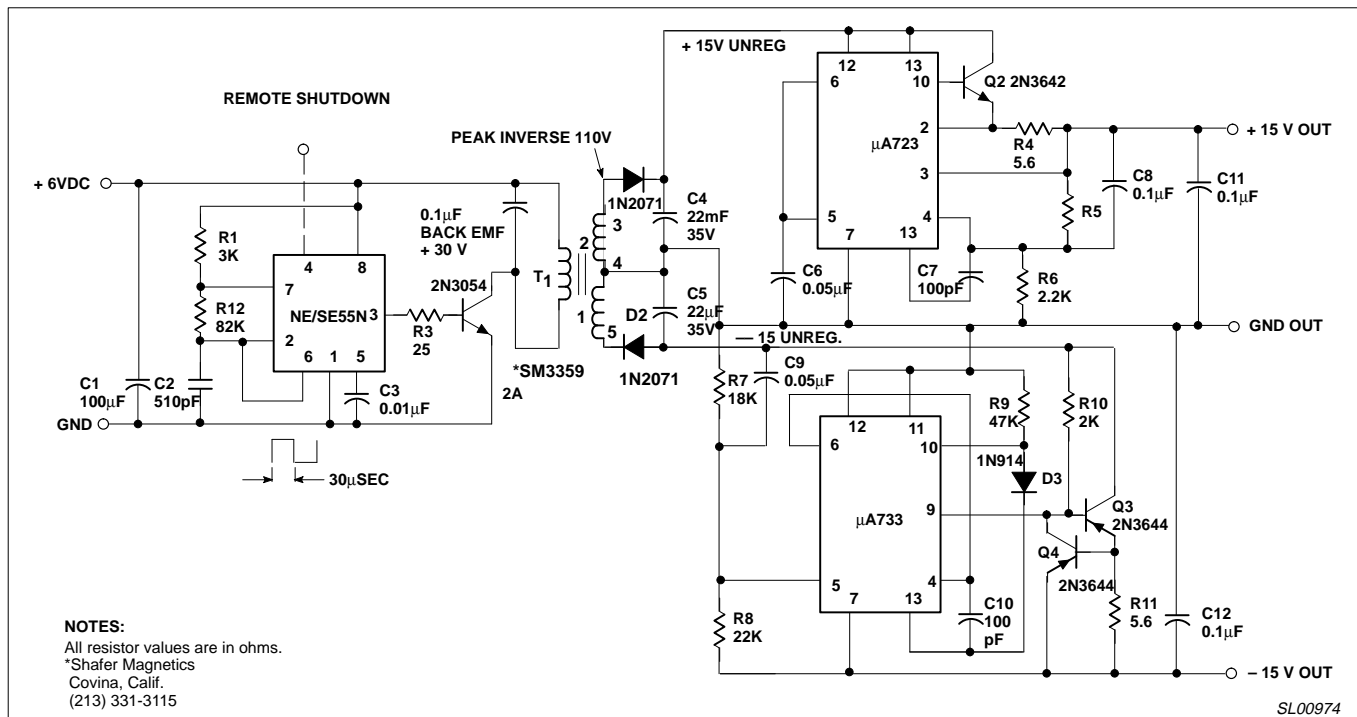 + 15V UNREG
12
13
6
10
Q2 2N3642
REMOTE SHUTDOWN
PEAK INVERSE 110V
2
µA723
R4
5.6
+ 15 V OUT
3
C8
0.1µF
C11
0.1µF
+ 6VDC
1N2071
C4
22mF
35V
0.1µF
BACK EMF
+ 30 V
3
2
4
T1
5
4
R5
7
13
R1
3K
4
8
7
2N3054
C6
0.05µF
C7
100pF
R6
2.2K
R12
82K
NE/SE55N
3
R3
25
C5
22µF
35V
D2
1
5
GND OUT
2
6
1
5
— 15 UNREG.
*SM3359
1N2071
C9
0.05µF
C1
100µF
C2
510pF
C3
0.01µF
2A
R7
18K
R9
47K
R10
2K
GND
12
11
6
10
1N914
D3
30µSEC
µA733
9
Q3
2N3644
Q4
2N3644
5
4
7
13
C10
100
pF
R8
22K
R11
5.6
C12
0.1µF
NOTES:
All resistor values are in ohms.
*Shafer Magnetics
Covina, Calif.
(213) 331-3115
– 15 V OUT
SL00974